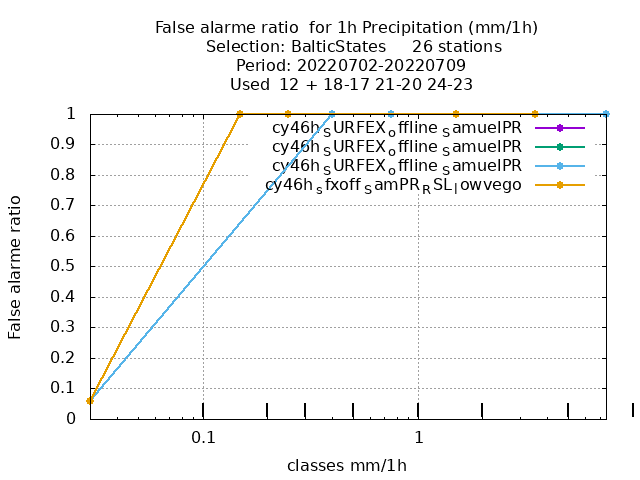 False alarme ratio  for 1h Precipitation (mm/1h)
Selection: BalticStates     26 stations
Period: 20220702-20220709
Used  12 + 18-17 21-20 24-23
1
0.9
0.8
0.7
0.6
0.5
0.4
0.3
0.2
0.1
0
False alarme ratio
cy46h_SURFEX_offline_SamuelPR
cy46h_SURFEX_offline_SamuelPR
cy46h_SURFEX_offline_SamuelPR
cy46h_sfxoff_SamPR_RSL_lowvego
0.1
1
classes mm/1h